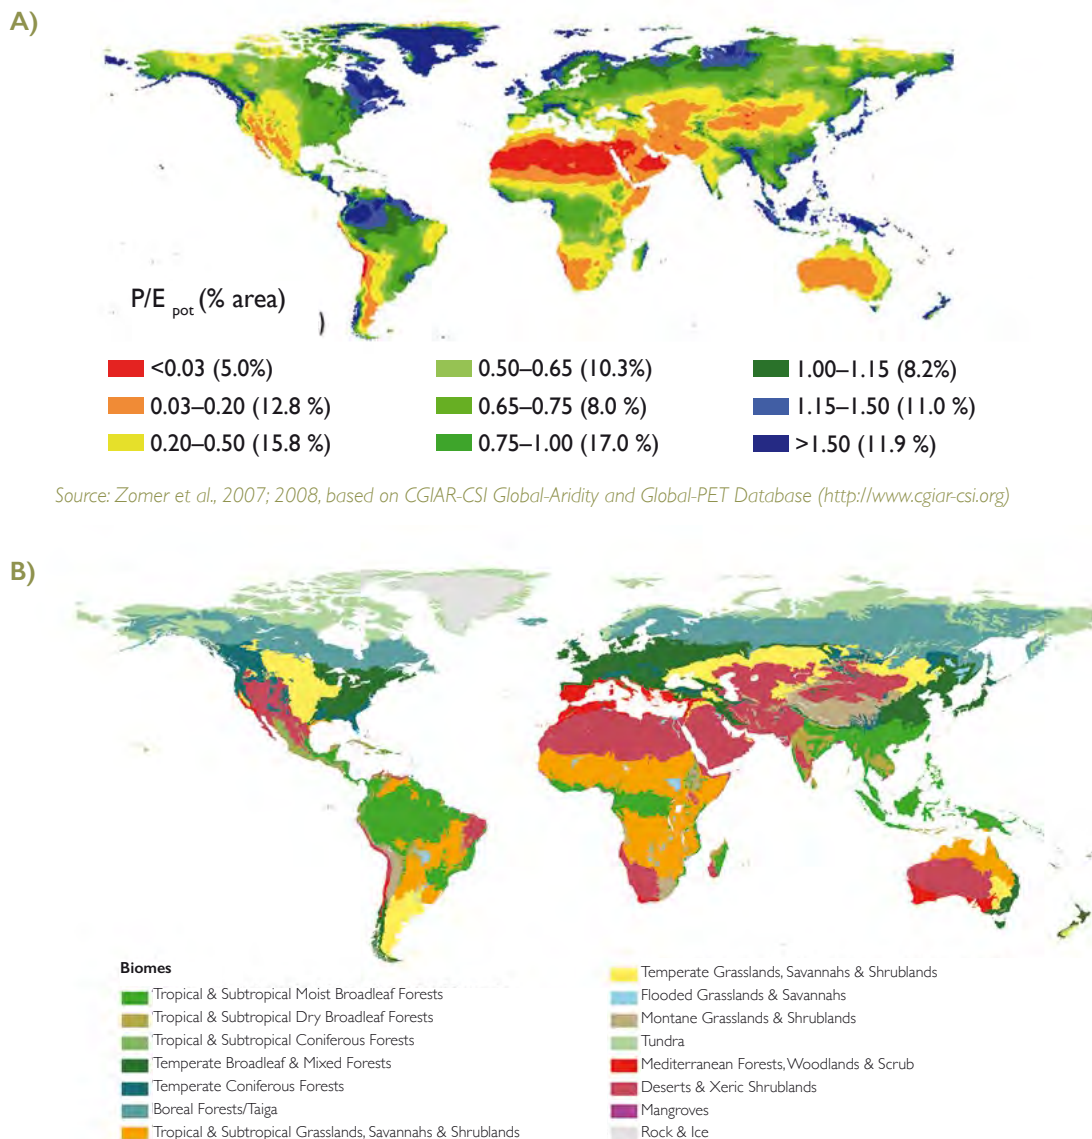 A)
P/E pot (% area)
)
<0.03 (5.0%)
0.03–0.20 (12.8 %)
0.20–0.50 (15.8 %)
0.50–0.65 (10.3%)
0.65–0.75 (8.0 %)
0.75–1.00 (17.0 %)
1.00–1.15 (8.2%)
1.15–1.50 (11.0 %)
>1.50 (11.9 %)
Source: Zomer et al., 2007; 2008, based on CGIAR-CSI Global-Aridity and Global-PET Database (http://www.cgiar-csi.org)
B)
Biomes
Tropical & Subtropical Moist Broadleaf Forests
Tropical & Subtropical Dry Broadleaf Forests
Tropical & Subtropical Coniferous Forests
Temperate Broadleaf & Mixed Forests
Temperate Coniferous Forests
Boreal Forests/Taiga
Tropical & Subtropical Grasslands, Savannahs & Shrublands
Temperate Grasslands, Savannahs & Shrublands
Flooded Grasslands & Savannahs
Montane Grasslands & Shrublands
Tundra
Mediterranean Forests, Woodlands & Scrub
Deserts & Xeric Shrublands
Mangroves
Rock & Ice